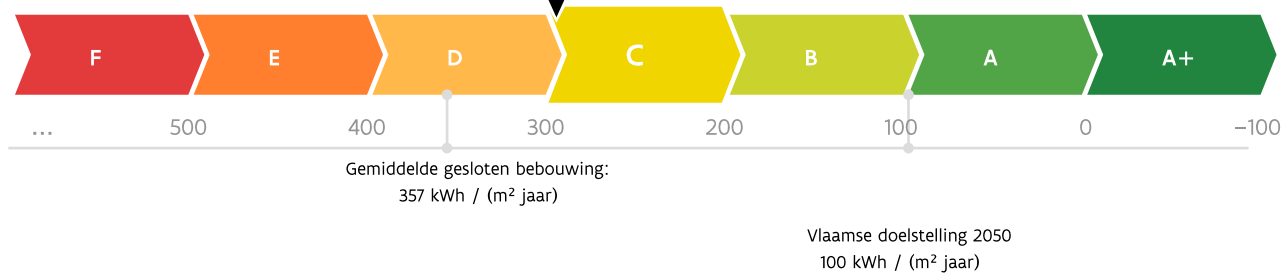 F E D C B A A+
... 500 400 300 200 100 0 −100
Gemiddelde gesloten bebouwing:
357 kWh / (m² jaar)
Vlaamse doelstelling 2050
100 kWh / (m² jaar)